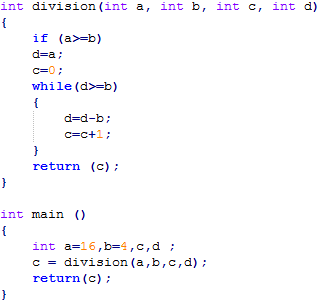 int division(int a, int b, int c, int d)
{
    if (a>=b)
    d=a;
    c=0;
    while(d>=b)
    {
        d=d-b;
        c=c+1;
    }
    return (c);
}

int main ()
{
    int a=16,b=4,c,d ;
    c = division(a,b,c,d);
    return(c);
}